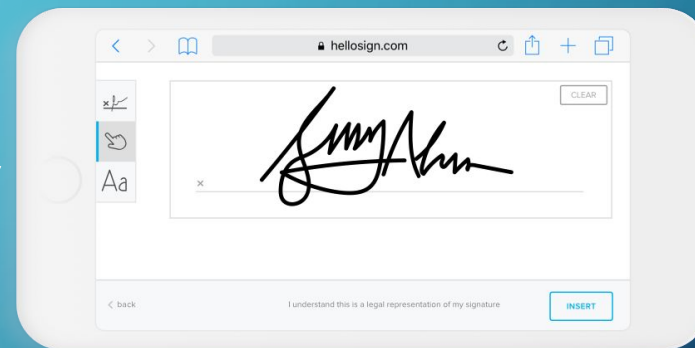 hellosign.com
CLEAR
Aa
×
< back
I understand this is a legal representation of my signature
INSERT